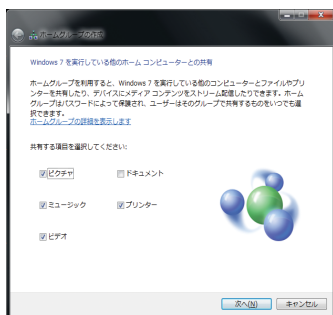 ホームグループの作成
Windows 7 を実行している他のホーム コンピューターとの共有
ホームグループを利用すると、Windows 7 を実行している他のコンピューターとファイルやプリ
ンターを共有したり、デバイスにメディア コンテンツをストリーム配信したりできます。ホーム
グループはパスワードによって保護され、ユーザーはそのグループで共有するものをいつでも選
択できます。
ホームグループの詳細を表示します
共有する項目を選択してください:
ピクチャ ドキュメント
ミュージック プリンター
ビデオ
次へ(N) キャンセル